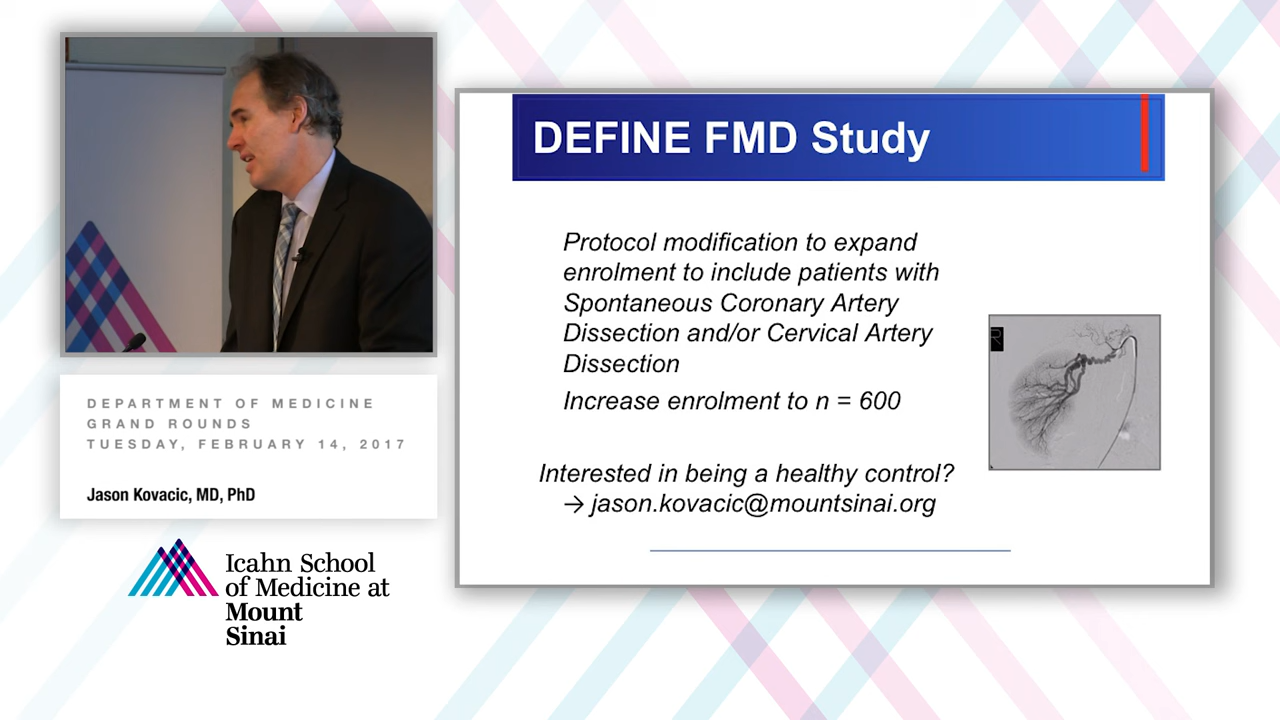 DEPARTMENT OF MEDICINE
GRAND ROUNDS
TUESDAY, FEBRUARY 14, 2017
Jason Kovacic, MD, PhD
Icahn School
of Medicine at
Mount
Sinai
DEFINE FMD Study
Protocol modification to expand
enrolment to include patients with
Spontaneous Coronary Artery
Dissection and/or Cervical Artery
Dissection
Increase enrolment to n = 600
R
Interested in being a healthy control?
→ jason.kovacic@mountsinai.org